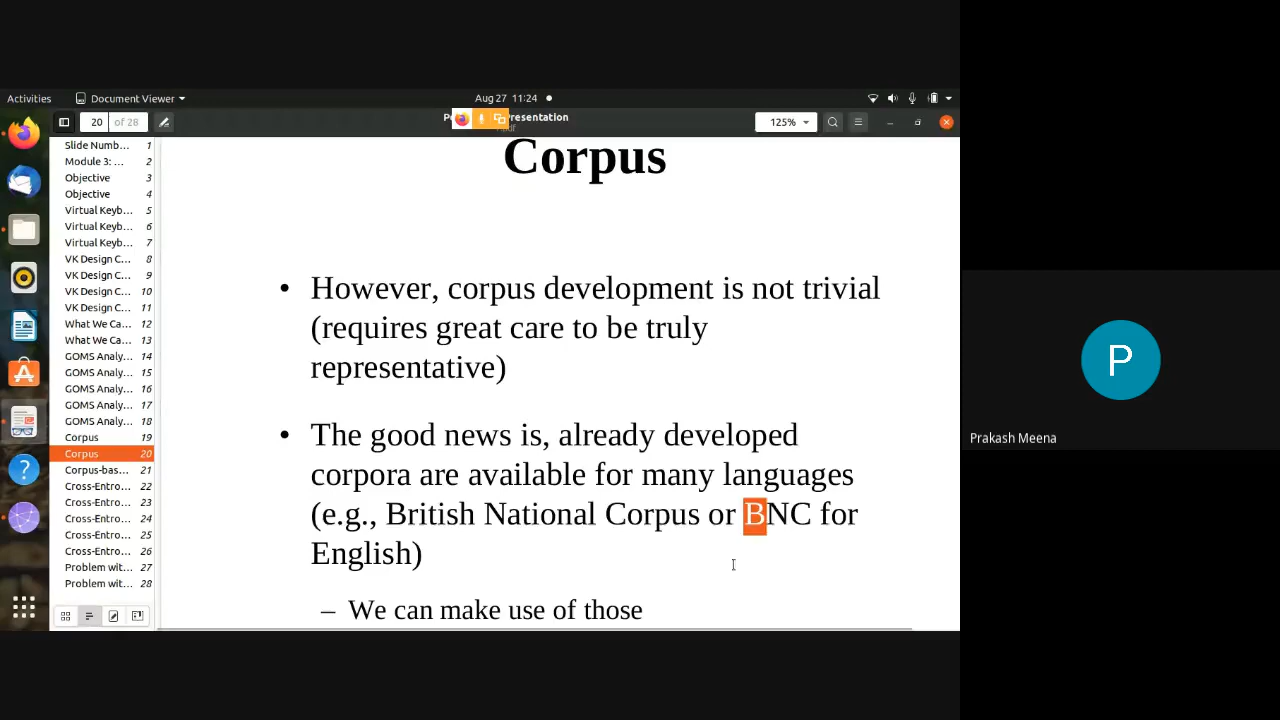 Activities Document Viewer Aug 27 11:24
20 of 28 P Presentation 125%
Slide Numb... 1
Module 3: ... 2
Objective 3
Objective 4
Virtual Keyb... 5
Virtual Keyb... 6
Virtual Keyb... 7
VK Design C... 8
VK Design C... 9
VK Design C... 10
VK Design C... 11
What We Ca... 12
What We Ca... 13
GOMS Analy... 14
GOMS Analy... 15
GOMS Analy... 16
GOMS Analy... 17
GOMS Analy... 18
Corpus 19
Corpus 20
Corpus-bas... 21
Cross-Entro... 22
Cross-Entro... 23
Cross-Entro... 24
Cross-Entro... 25
Cross-Entro... 26
Problem wit... 27
Problem wit... 28
Corpus
• However, corpus development is not trivial
(requires great care to be truly
representative)
• The good news is, already developed
corpora are available for many languages
(e.g., British National Corpus or BNC for
English)
– We can make use of those
P
Prakash Meena